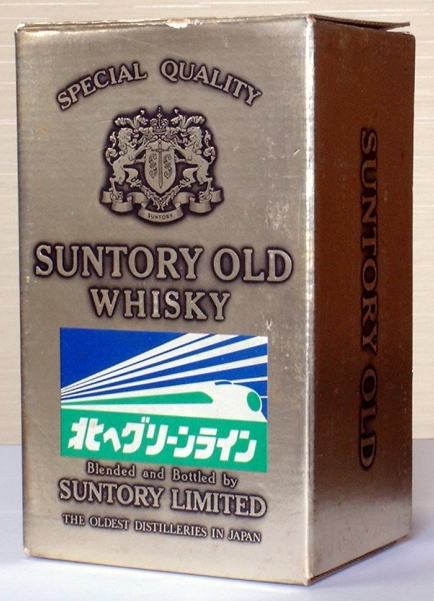 SPECIAL QUALITY
SUNTORY
SUNTORY OLD
WHISKY
北へグリーンライン
Blended and Bottled by
SUNTORY LIMITED
THE OLDEST DISTILLERIES IN JAPAN
SUNTORY OLD